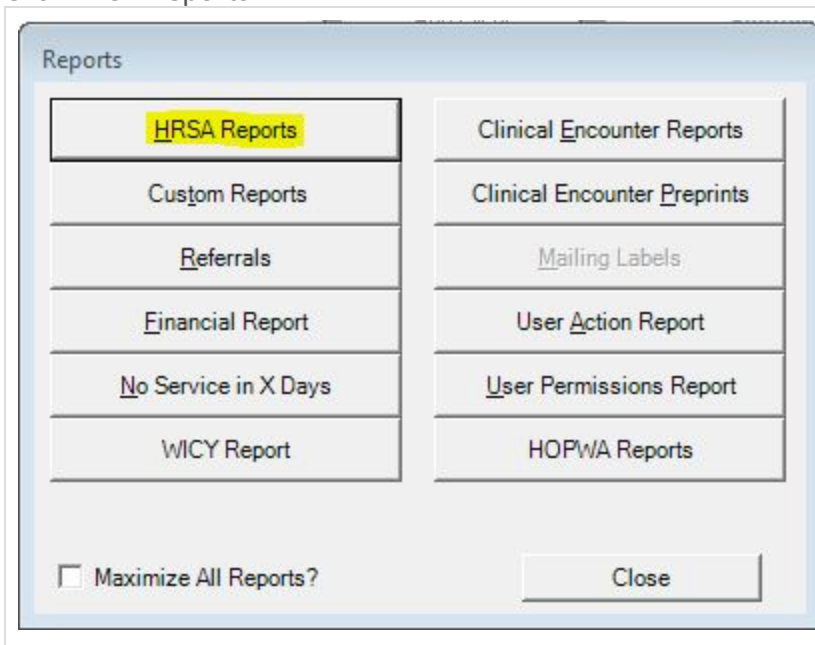 Reports
HRSA Reports
Clinical Encounter Reports
Custom Reports
Clinical Encounter Preprints
Referrals
Mailing Labels
Financial Report
User Action Report
No Service in X Days
User Permissions Report
WICY Report
HOPWA Reports
Maximize All Reports?
Close